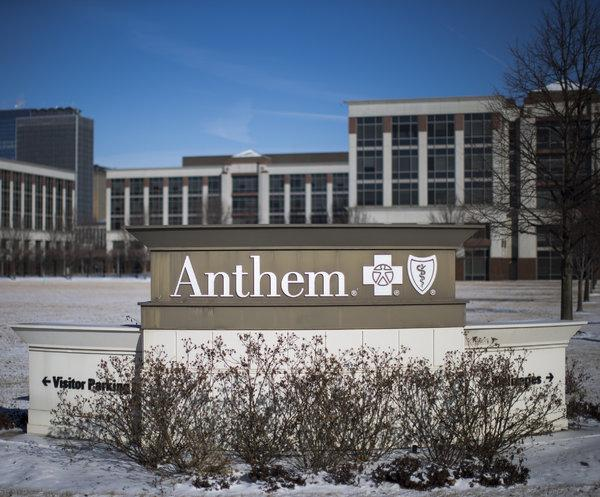 Anthem.® ® ®
← Visitor Parking
→